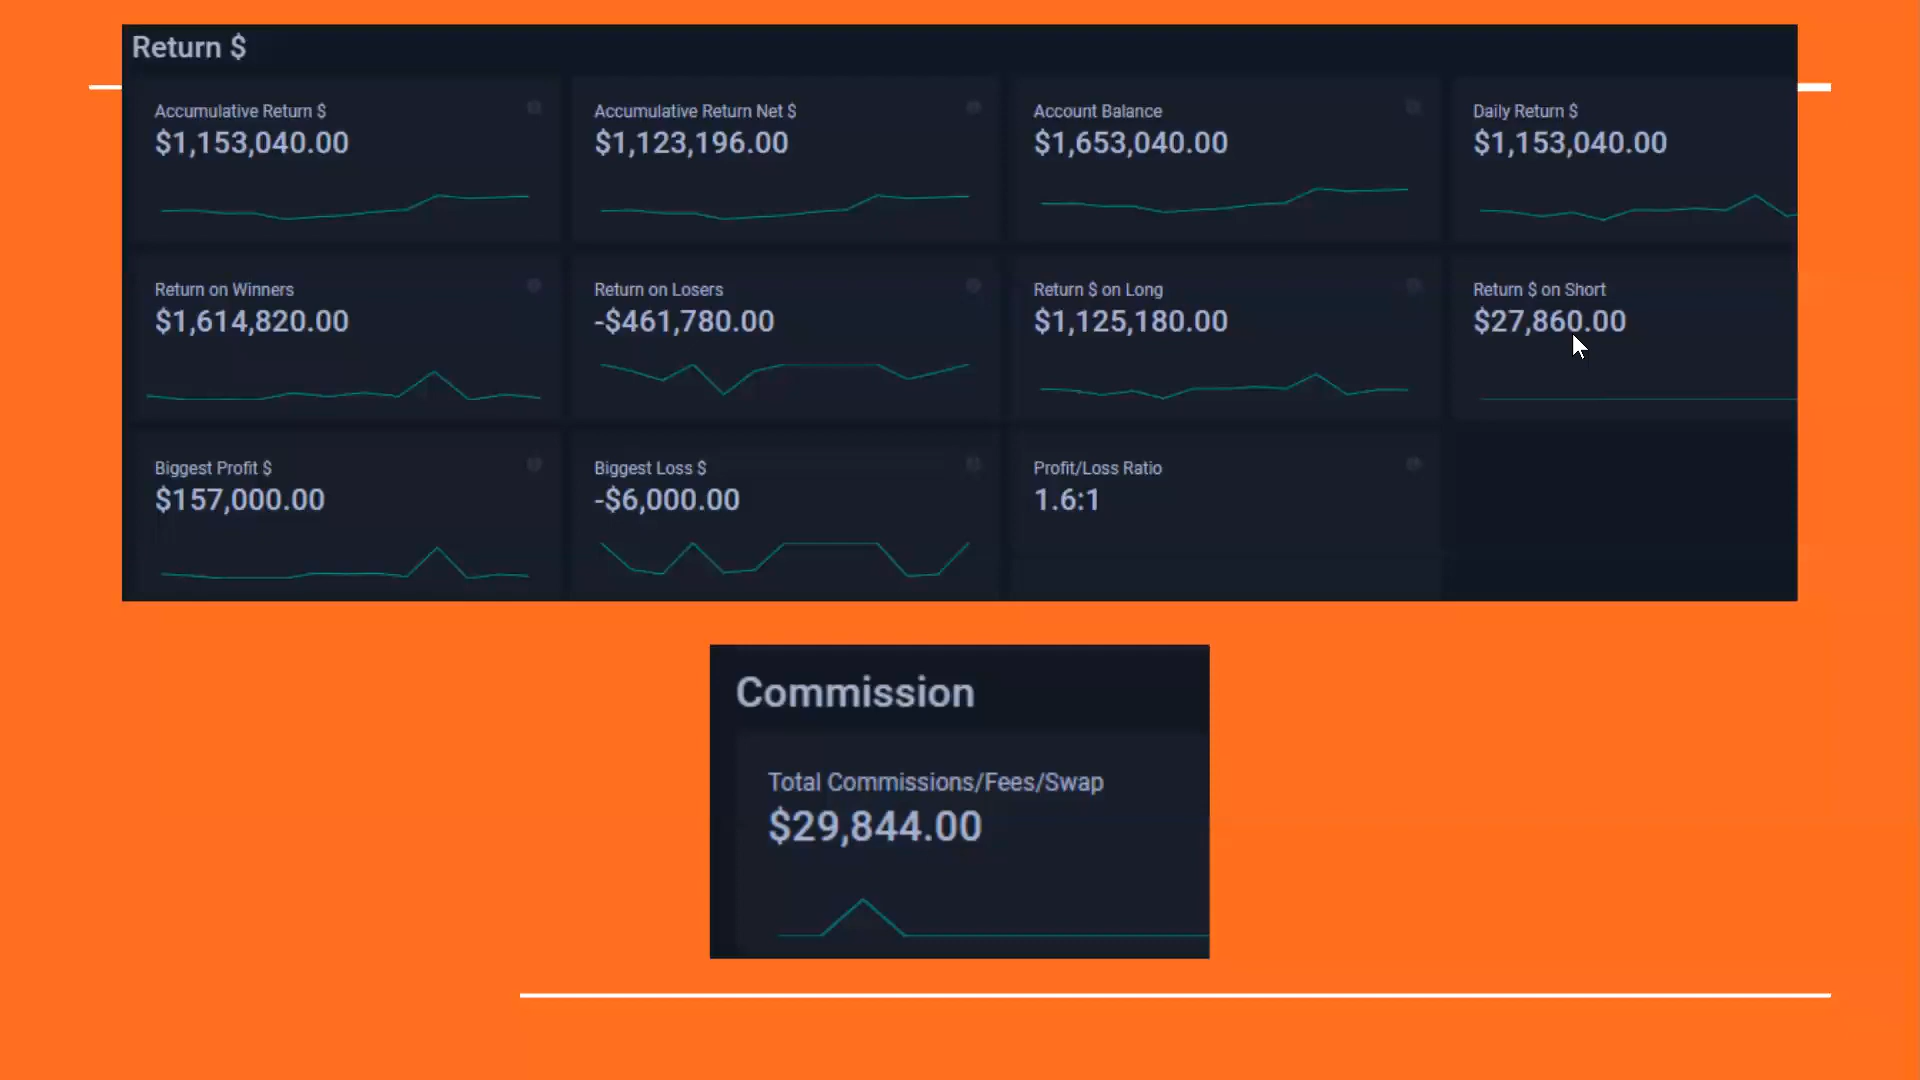 Return $
Accumulative Return $
$1,153,040.00
Accumulative Return Net $
$1,123,196.00
Account Balance
$1,653,040.00
Daily Return $
$1,153,040.00
Return on Winners
$1,614,820.00
Return on Losers
-$461,780.00
Return $ on Long
$1,125,180.00
Return $ on Short
$27,860.00
Biggest Profit $
$157,000.00
Biggest Loss $
-$6,000.00
Profit/Loss Ratio
1.6:1
Commission
Total Commissions/Fees/Swap
$29,844.00